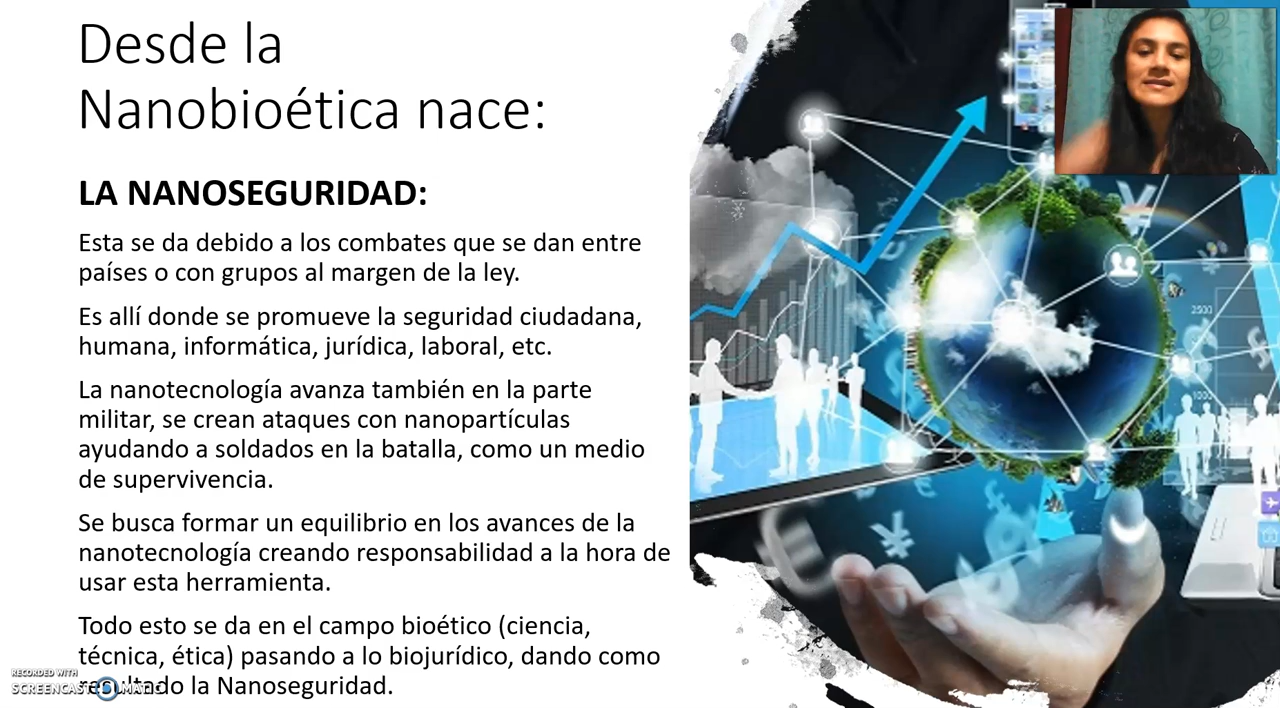 Desde la
Nanobioética nace:
LA NANOSEGURIDAD:
Esta se da debido a los combates que se dan entre
países o con grupos al margen de la ley.
Es allí donde se promueve la seguridad ciudadana,
humana, informática, jurídica, laboral, etc.
La nanotecnología avanza también en la parte
militar, se crean ataques con nanopartículas
ayudando a soldados en la batalla, como un medio
de supervivencia.
Se busca formar un equilibrio en los avances de la
nanotecnología creando responsabilidad a la hora de
usar esta herramienta.
Todo esto se da en el campo bioético (ciencia,
técnica, ética) pasando a lo biojurídico, dando como
resultado la Nanoseguridad.
RECORDED WITH
SCREENCAST-O-MATIC
2500
1000